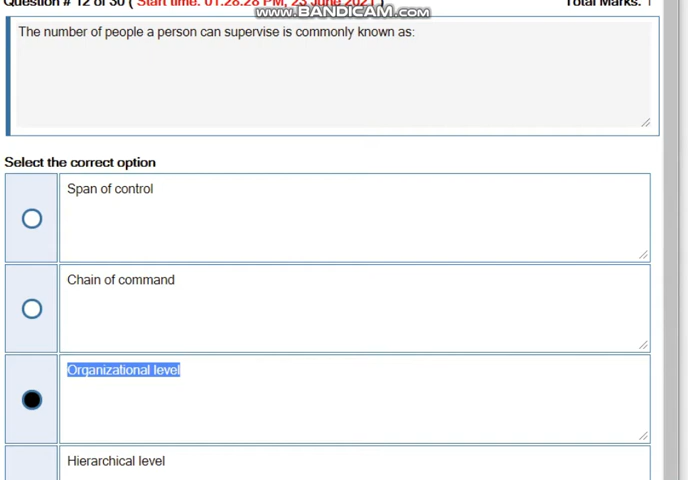 Question # 12 of 30 ( Start time: 01:28:28 PM, 23 June 2021 )
Total Marks: 1
www.BANDICAM.com
The number of people a person can supervise is commonly known as:
Select the correct option
Span of control
Chain of command
Organizational level
Hierarchical level